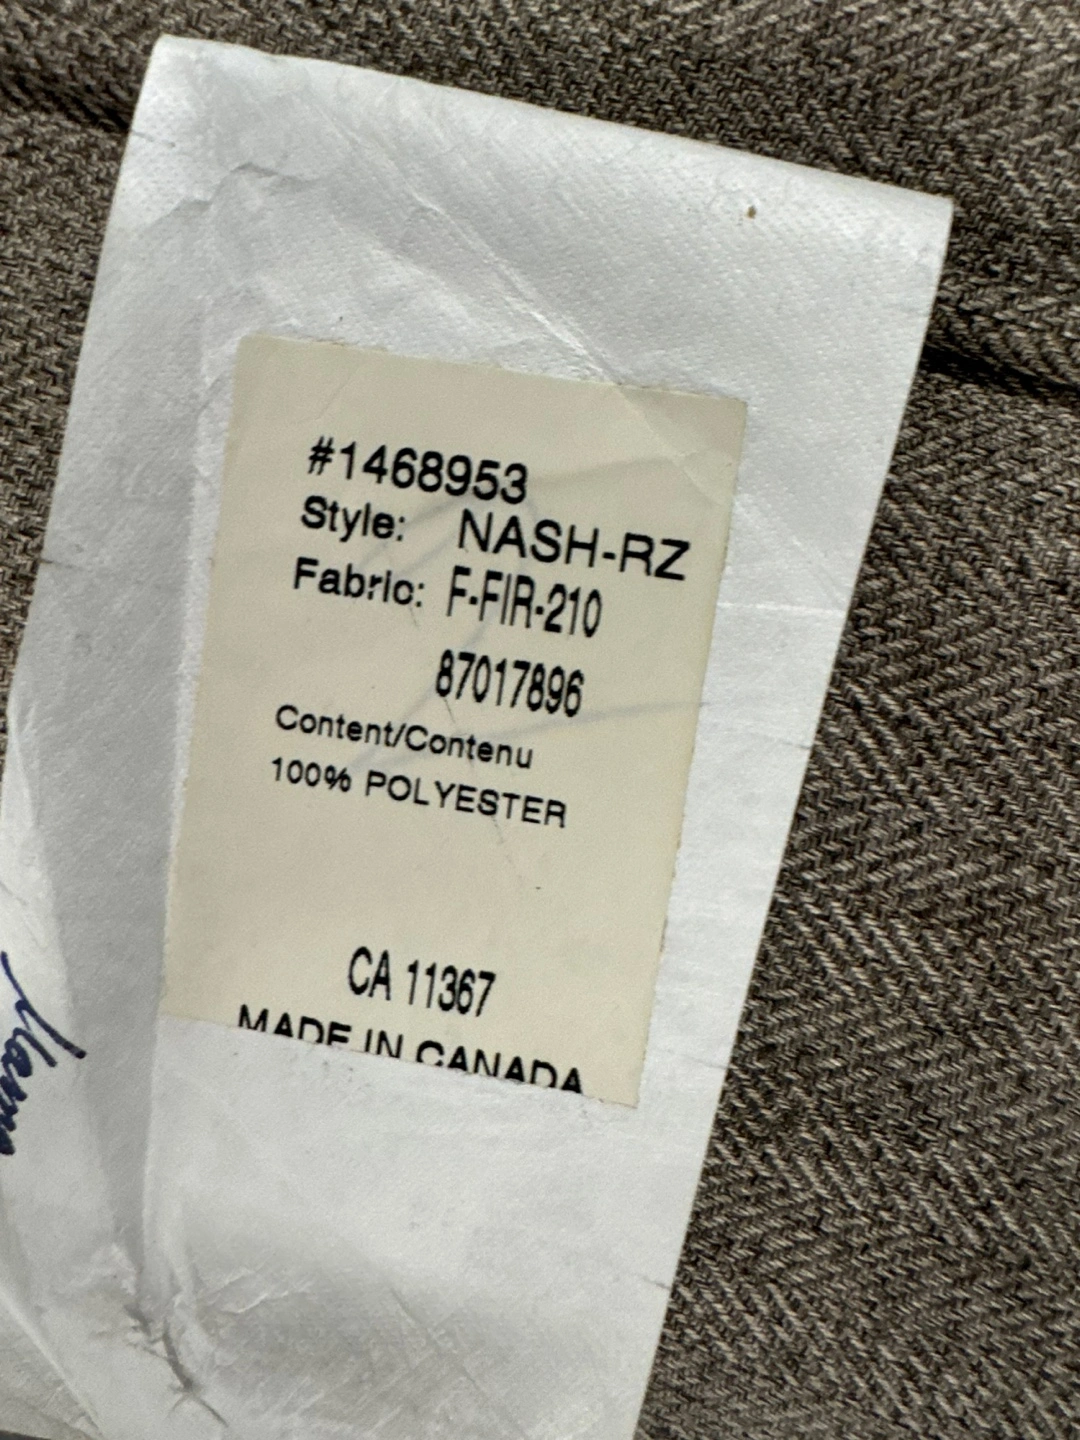 #1468953
Style: NASH-RZ
Fabric: F-FIR-210
87017896
Content/Contenu
100% POLYESTER
CA 11367
MADE IN CANADA